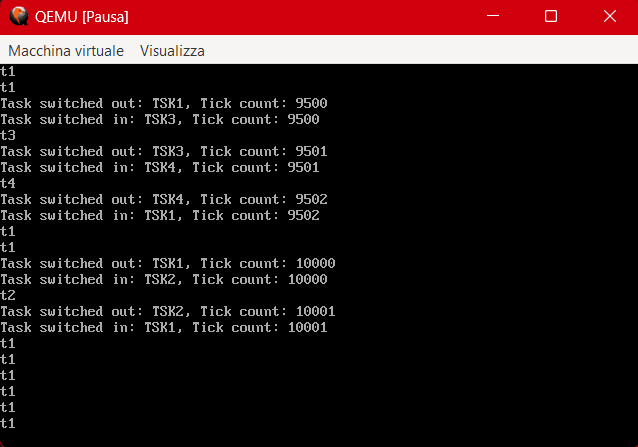 QEMU [Pausa]
Macchina virtuale Visualizza
t1
t1
Task switched out: TSK1, Tick count: 9500
Task switched in: TSK3, Tick count: 9500
t3
Task switched out: TSK3, Tick count: 9501
Task switched in: TSK4, Tick count: 9501
t4
Task switched out: TSK4, Tick count: 9502
Task switched in: TSK1, Tick count: 9502
t1
t1
Task switched out: TSK1, Tick count: 10000
Task switched in: TSK2, Tick count: 10000
t2
Task switched out: TSK2, Tick count: 10001
Task switched in: TSK1, Tick count: 10001
t1
t1
t1
t1
t1
t1